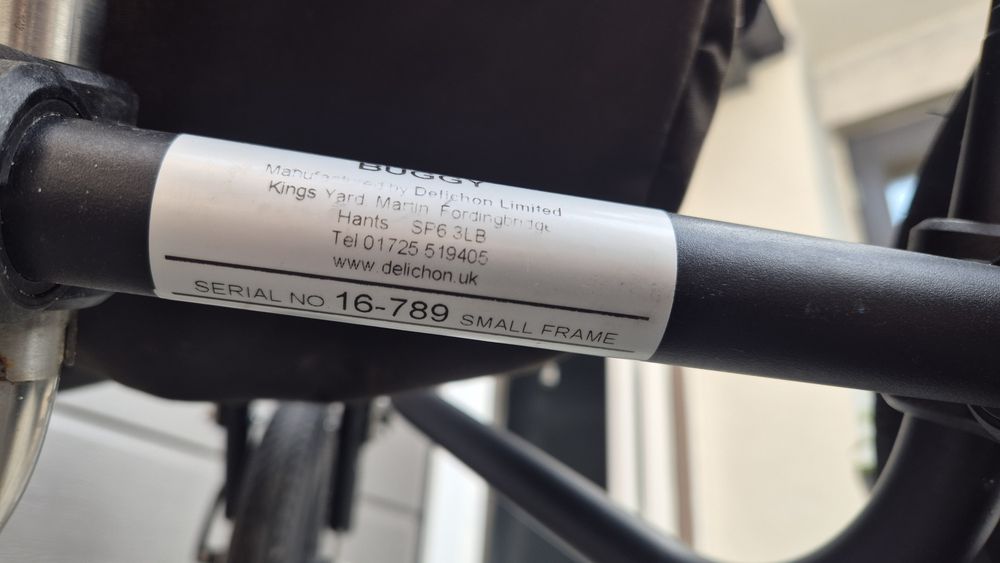 BUGGY
Manufactured by Delichon Limited
Kings Yard Martin Fordingbridge
Hants SF6 3LB
Tel 01725 519405
www.delichon.uk
SERIAL NO 16-789 SMALL FRAME